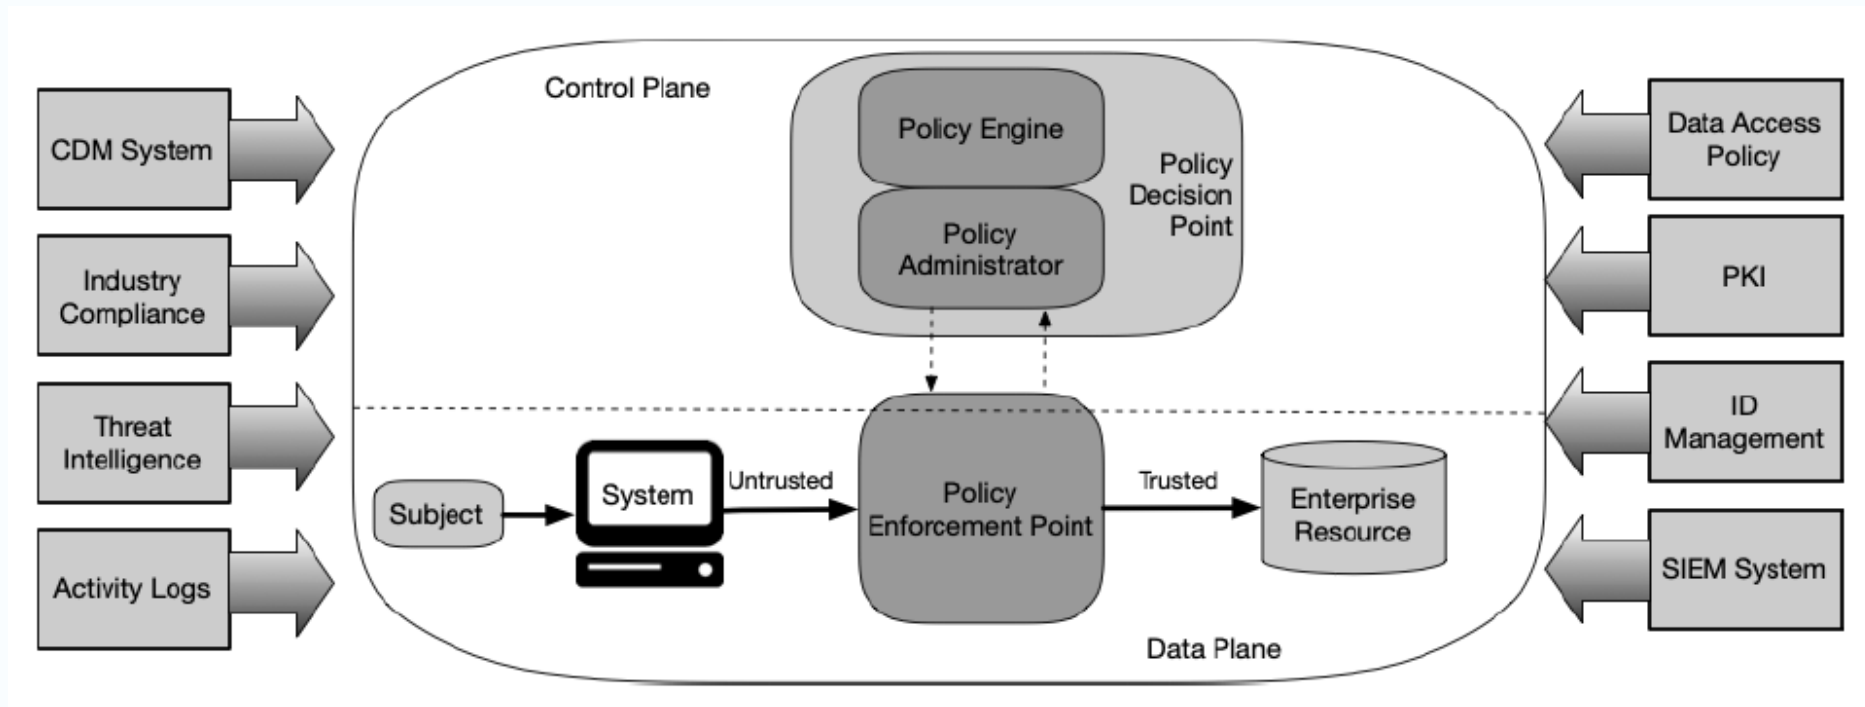 Control Plane
CDM System
Industry
Compliance
Threat
Intelligence
Activity Logs
Policy Engine
Policy
Administrator
Policy
Decision
Point
Subject
System
Untrusted
Policy
Enforcement Point
Trusted
Enterprise
Resource
Data Plane
Data Access
Policy
PKI
ID
Management
SIEM System